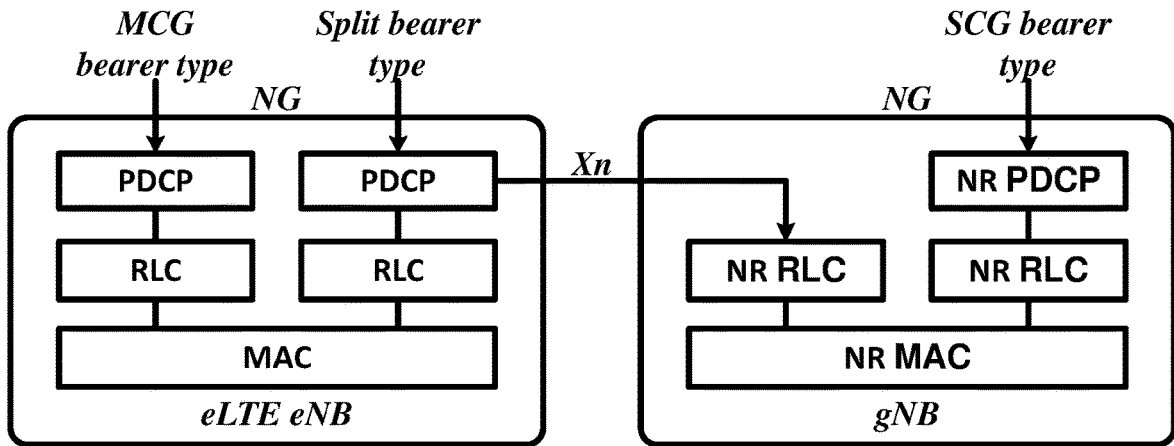 MCG
bearer type
Split bearer
type
SCG bearer
type
NG
NG
PDCP
PDCP
Xn
NR PDCP
RLC
RLC
NR RLC
NR RLC
MAC
NR MAC
eLTE eNB
gNB